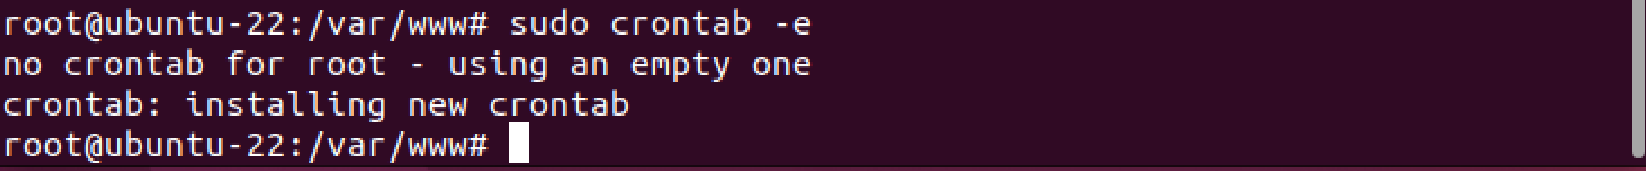 root@ubuntu-22:/var/www# sudo crontab -e
no crontab for root - using an empty one
crontab: installing new crontab
root@ubuntu-22:/var/www#